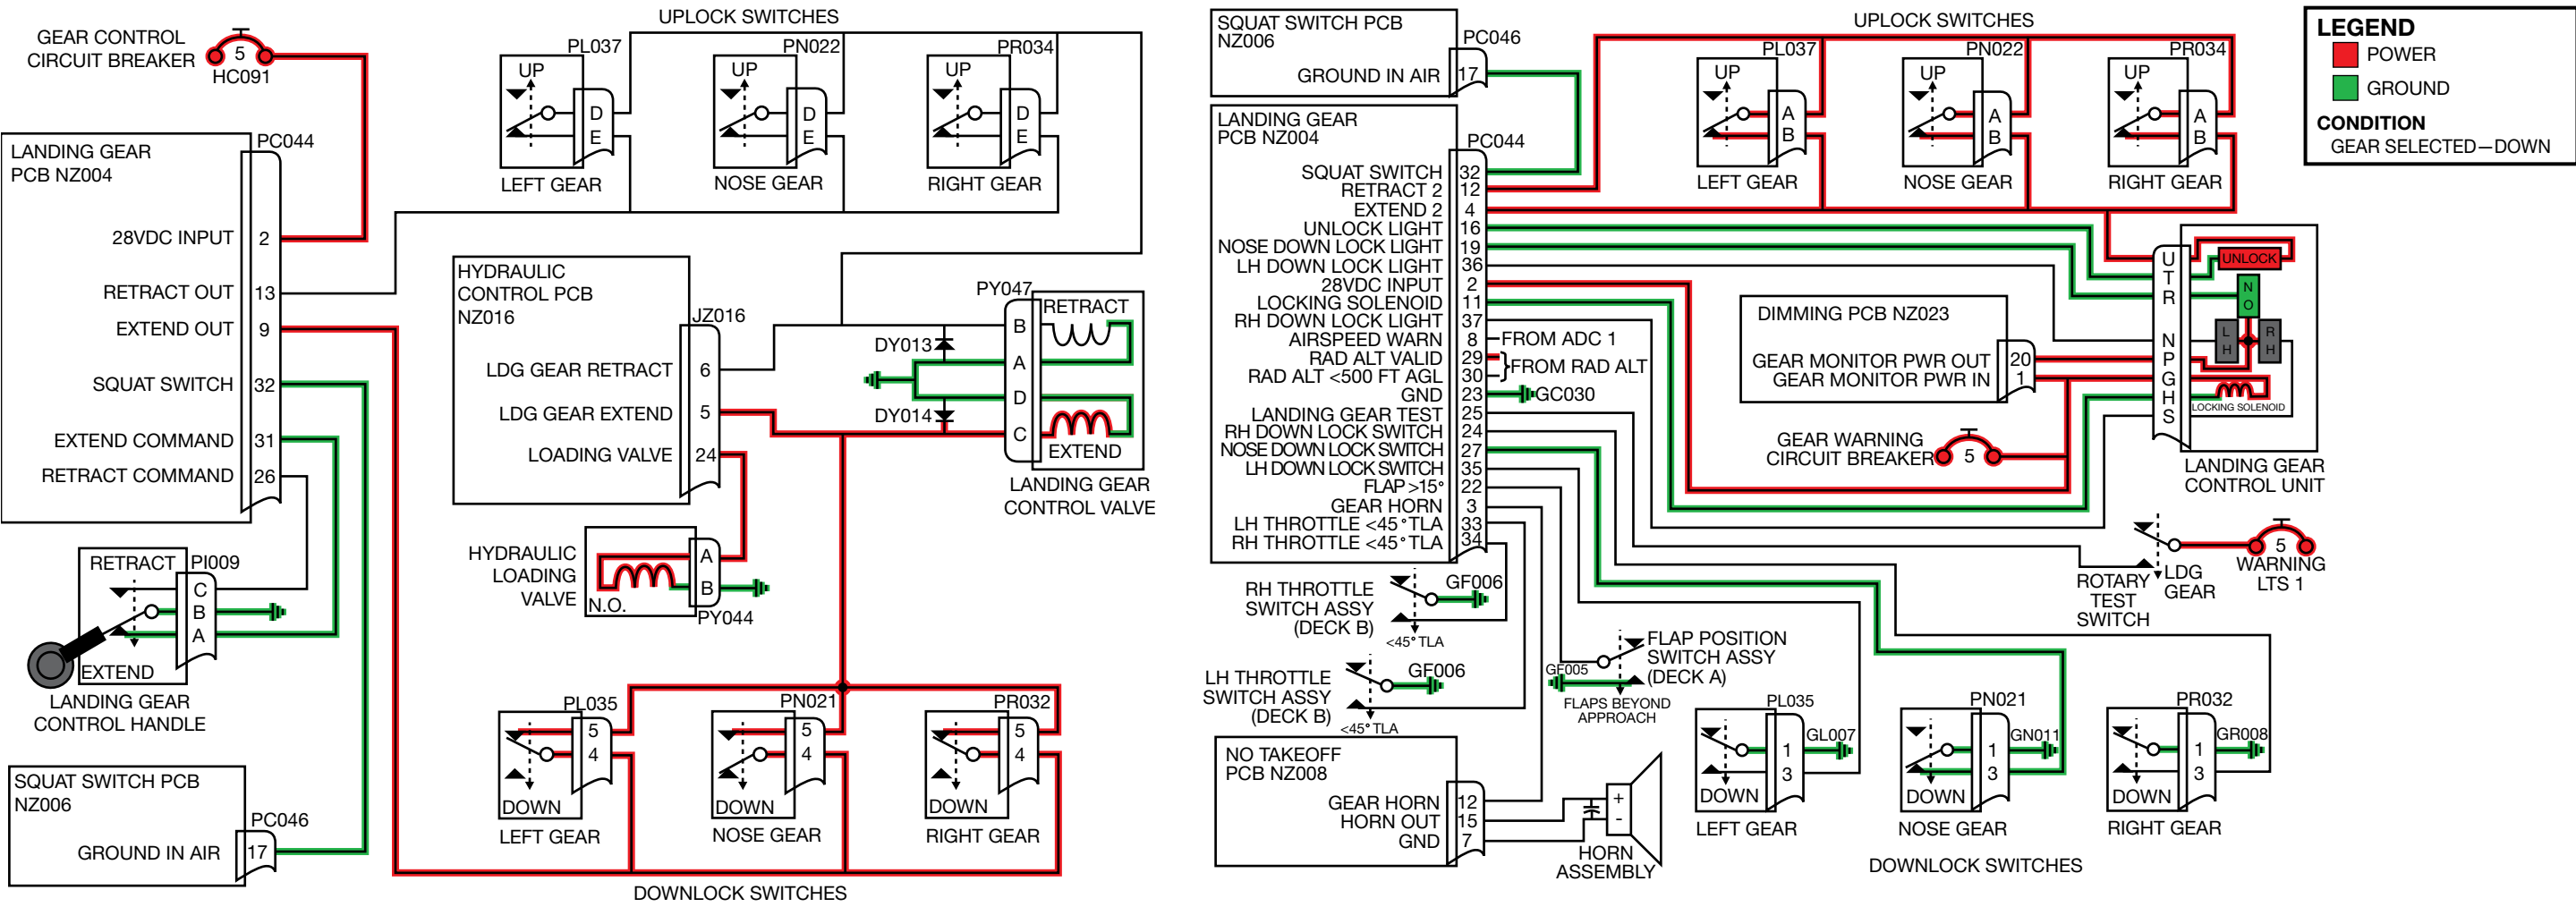 UPLOCK SWITCHES
GEAR CONTROL
CIRCUIT BREAKER
5
HC091
PL037
UP
D
E
LEFT GEAR
PN022
UP
D
E
NOSE GEAR
PR034
UP
D
E
RIGHT GEAR
LANDING GEAR
PCB NZ004
PC044
28VDC INPUT 2
RETRACT OUT 13
EXTEND OUT 9
SQUAT SWITCH 32
EXTEND COMMAND 31
RETRACT COMMAND 26
HYDRAULIC
CONTROL PCB
NZ016
JZ016
LDG GEAR RETRACT 6
LDG GEAR EXTEND 5
LOADING VALVE 24
DY013
DY014
PY047
B
A
D
C
RETRACT
EXTEND
LANDING GEAR
CONTROL VALVE
HYDRAULIC
LOADING
VALVE
N.O.
A
B
PY044
RETRACT
PI009
C
B
A
EXTEND
LANDING GEAR
CONTROL HANDLE
SQUAT SWITCH PCB
NZ006
PC046
GROUND IN AIR 17
PL035
5
4
DOWN
LEFT GEAR
PN021
5
4
DOWN
NOSE GEAR
PR032
5
4
DOWN
RIGHT GEAR
DOWNLOCK SWITCHES
SQUAT SWITCH PCB
NZ006
PC046
GROUND IN AIR 17
LANDING GEAR
PCB NZ004
PC044
SQUAT SWITCH 32
RETRACT 2 12
EXTEND 2 4
UNLOCK LIGHT 16
NOSE DOWN LOCK LIGHT 19
LH DOWN LOCK LIGHT 36
28VDC INPUT 2
LOCKING SOLENOID 11
RH DOWN LOCK LIGHT 37
AIRSPEED WARN 8 FROM ADC 1
RAD ALT VALID 29
FROM RAD ALT
RAD ALT <500 FT AGL 30
GND 23 GC030
LANDING GEAR TEST 25
RH DOWN LOCK SWITCH 24
NOSE DOWN LOCK SWITCH 27
LH DOWN LOCK SWITCH 35
FLAP >15° 22
GEAR HORN 3
LH THROTTLE <45°TLA 33
RH THROTTLE <45°TLA 34
UPLOCK SWITCHES
PL037
UP
A
B
LEFT GEAR
PN022
UP
A
B
NOSE GEAR
PR034
UP
A
B
RIGHT GEAR
LEGEND
POWER
GROUND
CONDITION
GEAR SELECTED—DOWN
U
T
R
N
P
G
H
S
UNLOCK
N
O
L
H
R
H
LOCKING SOLENOID
LANDING GEAR
CONTROL UNIT
DIMMING PCB NZ023
GEAR MONITOR PWR OUT 20
GEAR MONITOR PWR IN 1
GEAR WARNING
CIRCUIT BREAKER
5
ROTARY
TEST
SWITCH
LDG
GEAR
5
WARNING
LTS 1
RH THROTTLE
SWITCH ASSY
(DECK B)
GF006
<45°TLA
LH THROTTLE
SWITCH ASSY
(DECK B)
GF006
<45°TLA
GF005
FLAP POSITION
SWITCH ASSY
(DECK A)
FLAPS BEYOND
APPROACH
NO TAKEOFF
PCB NZ008
GEAR HORN 12
HORN OUT 15
GND 7
+
-
HORN
ASSEMBLY
PL035
1
3
GL007
DOWN
LEFT GEAR
PN021
1
3
GN011
DOWN
NOSE GEAR
PR032
1
3
GR008
DOWN
RIGHT GEAR
DOWNLOCK SWITCHES